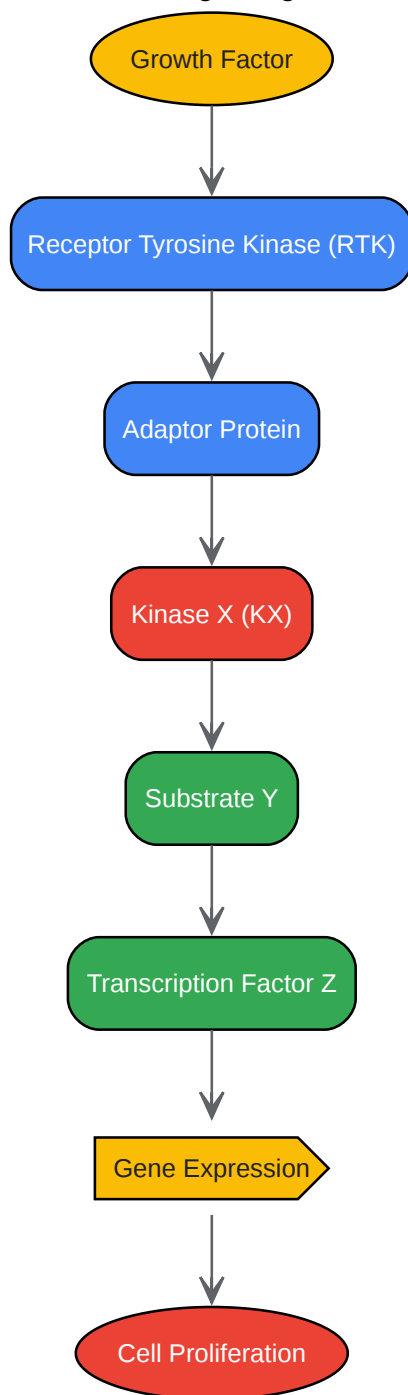 Growth Factor
Receptor Tyrosine Kinase (RTK)
Adaptor Protein
Kinase X (KX)
Substrate Y
Transcription Factor Z
Gene Expression
Cell Proliferation